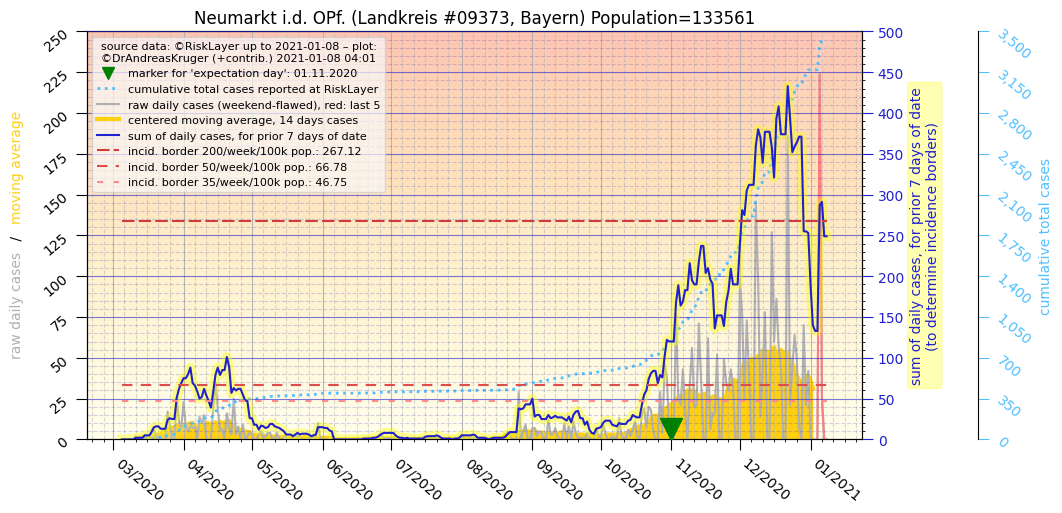 Neumarkt i.d. OPf. (Landkreis #09373, Bayern) Population=133561
source data: ©RiskLayer up to 2021-01-08 – plot:
©DrAndreasKruger (+contrib.) 2021-01-08 04:01
marker for 'expectation day': 01.11.2020
cumulative total cases reported at RiskLayer
raw daily cases (weekend-flawed), red: last 5
centered moving average, 14 days cases
sum of daily cases, for prior 7 days of date
incid. border 200/week/100k pop.: 267.12
incid. border 50/week/100k pop.: 66.78
incid. border 35/week/100k pop.: 46.75
raw daily cases / moving average
250
225
200
175
150
125
100
75
50
25
0
03/2020
04/2020
05/2020
06/2020
07/2020
08/2020
09/2020
10/2020
11/2020
12/2020
01/2021
500
450
400
350
300
250
200
150
100
50
0
sum of daily cases, for prior 7 days of date
(to determine incidence borders)
3,500
3,150
2,800
2,450
2,100
1,750
1,400
1,050
700
350
0
cumulative total cases